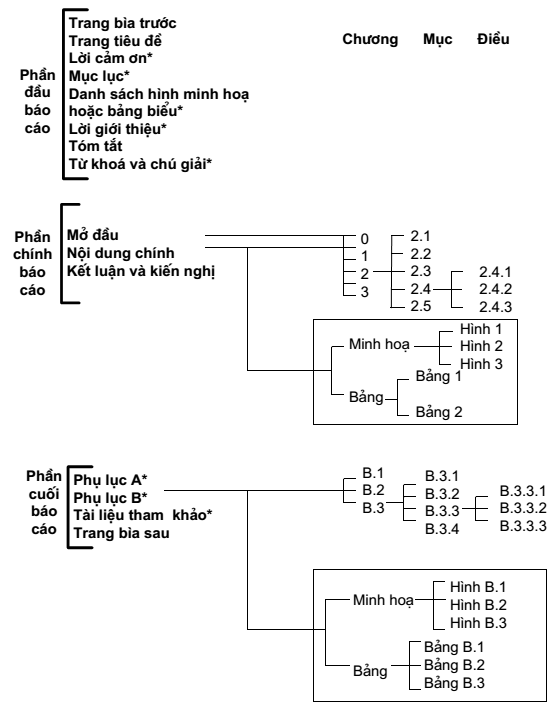 Phần
đầu
báo
cáo
Trang bìa trước
Trang tiêu đề
Lời cảm ơn*
Mục lục*
Danh sách hình minh hoạ
hoặc bảng biểu*
Lời giới thiệu*
Tóm tắt
Từ khoá và chú giải*
Chương Mục Điều
Phần
chính
báo
cáo
Mở đầu
Nội dung chính
Kết luận và kiến nghị
0
1
2
3
2.1
2.2
2.3
2.4
2.5
2.4.1
2.4.2
2.4.3
Minh hoạ
Hình 1
Hình 2
Hình 3
Bảng
Bảng 1
Bảng 2
Phần
cuối
báo
cáo
Phụ lục A*
Phụ lục B*
Tài liệu tham khảo*
Trang bìa sau
B.1
B.2
B.3
B.3.1
B.3.2
B.3.3
B.3.4
B.3.3.1
B.3.3.2
B.3.3.3
Minh hoạ
Hình B.1
Hình B.2
Hình B.3
Bảng
Bảng B.1
Bảng B.2
Bảng B.3